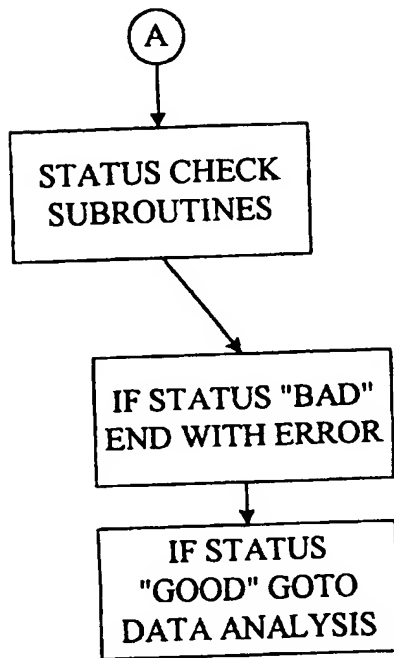 A
STATUS CHECK
SUBROUTINES
IF STATUS "BAD"
END WITH ERROR
IF STATUS
"GOOD" GOTO
DATA ANALYSIS